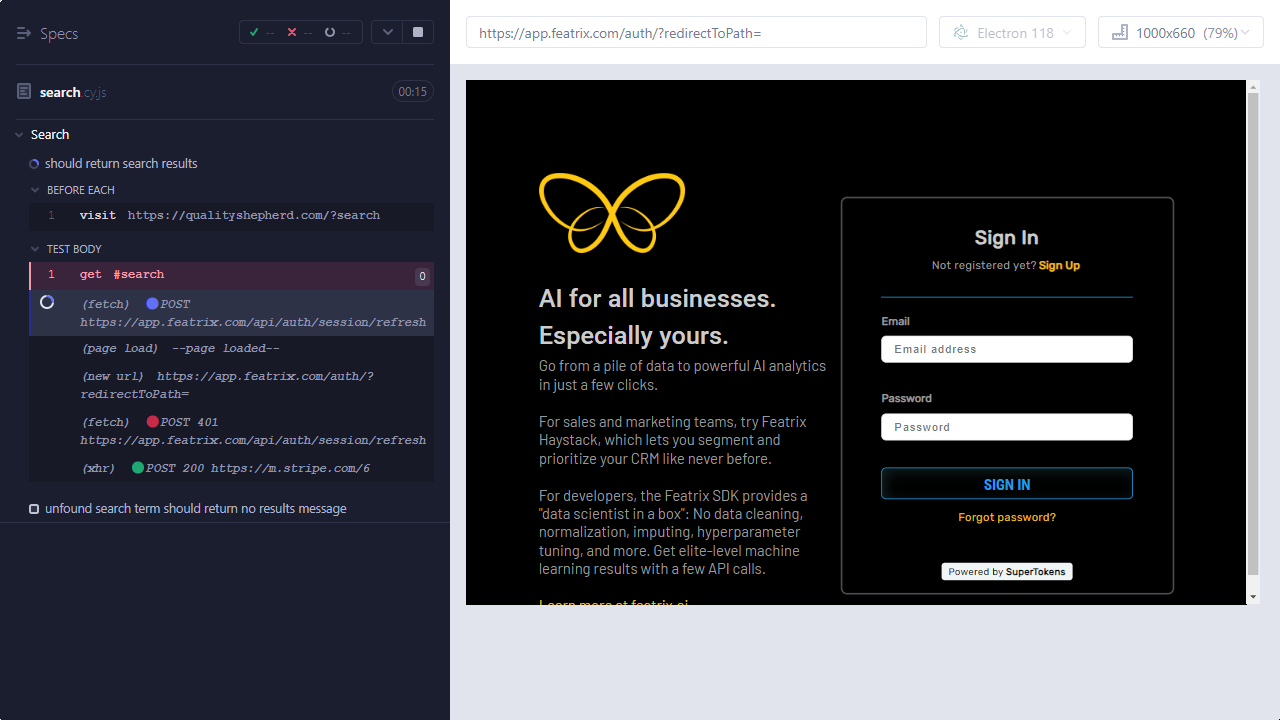 Specs
-- -- --
search.cy.js
00:15
Search
should return search results
BEFORE EACH
1 visit https://qualityshepherd.com/?search
TEST BODY
1 get #search 0
(fetch) POST
https://app.featrix.com/api/auth/session/refresh
(page load) --page loaded--
(new url) https://app.featrix.com/auth/?
redirectToPath=
(fetch) POST 401
https://app.featrix.com/api/auth/session/refresh
(xhr) POST 200 https://m.stripe.com/6
unfound search term should return no results message
https://app.featrix.com/auth/?redirectToPath=
Electron 118
1000x660 (79%)
AI for all businesses.
Especially yours.
Go from a pile of data to powerful AI analytics
in just a few clicks.
For sales and marketing teams, try Featrix
Haystack, which lets you segment and
prioritize your CRM like never before.
For developers, the Featrix SDK provides a
"data scientist in a box": No data cleaning,
normalization, imputing, hyperparameter
tuning, and more. Get elite-level machine
learning results with a few API calls.
Learn more at featrix.ai
Sign In
Not registered yet? Sign Up
Email
Email address
Password
Password
SIGN IN
Forgot password?
Powered by SuperTokens